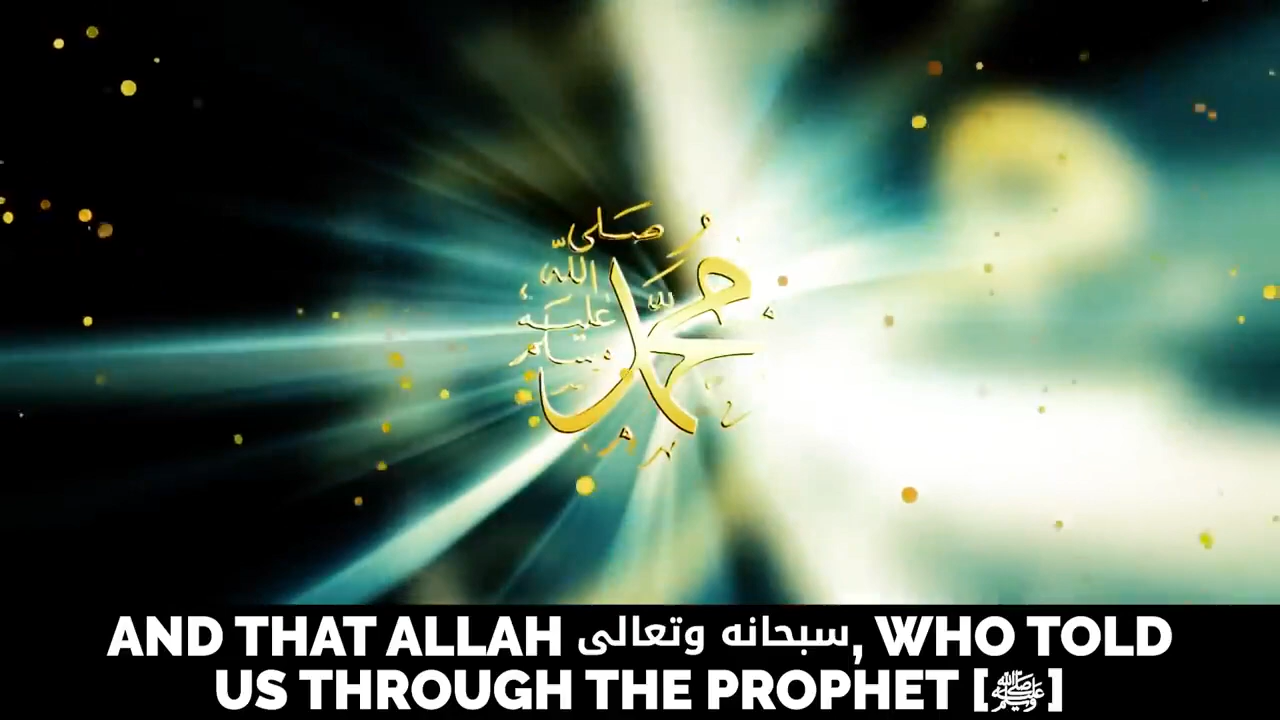 محمد
صلى
الله
عليه
وسلم
AND THAT ALLAH سبحانه وتعالى, WHO TOLD
US THROUGH THE PROPHET [ﷺ]